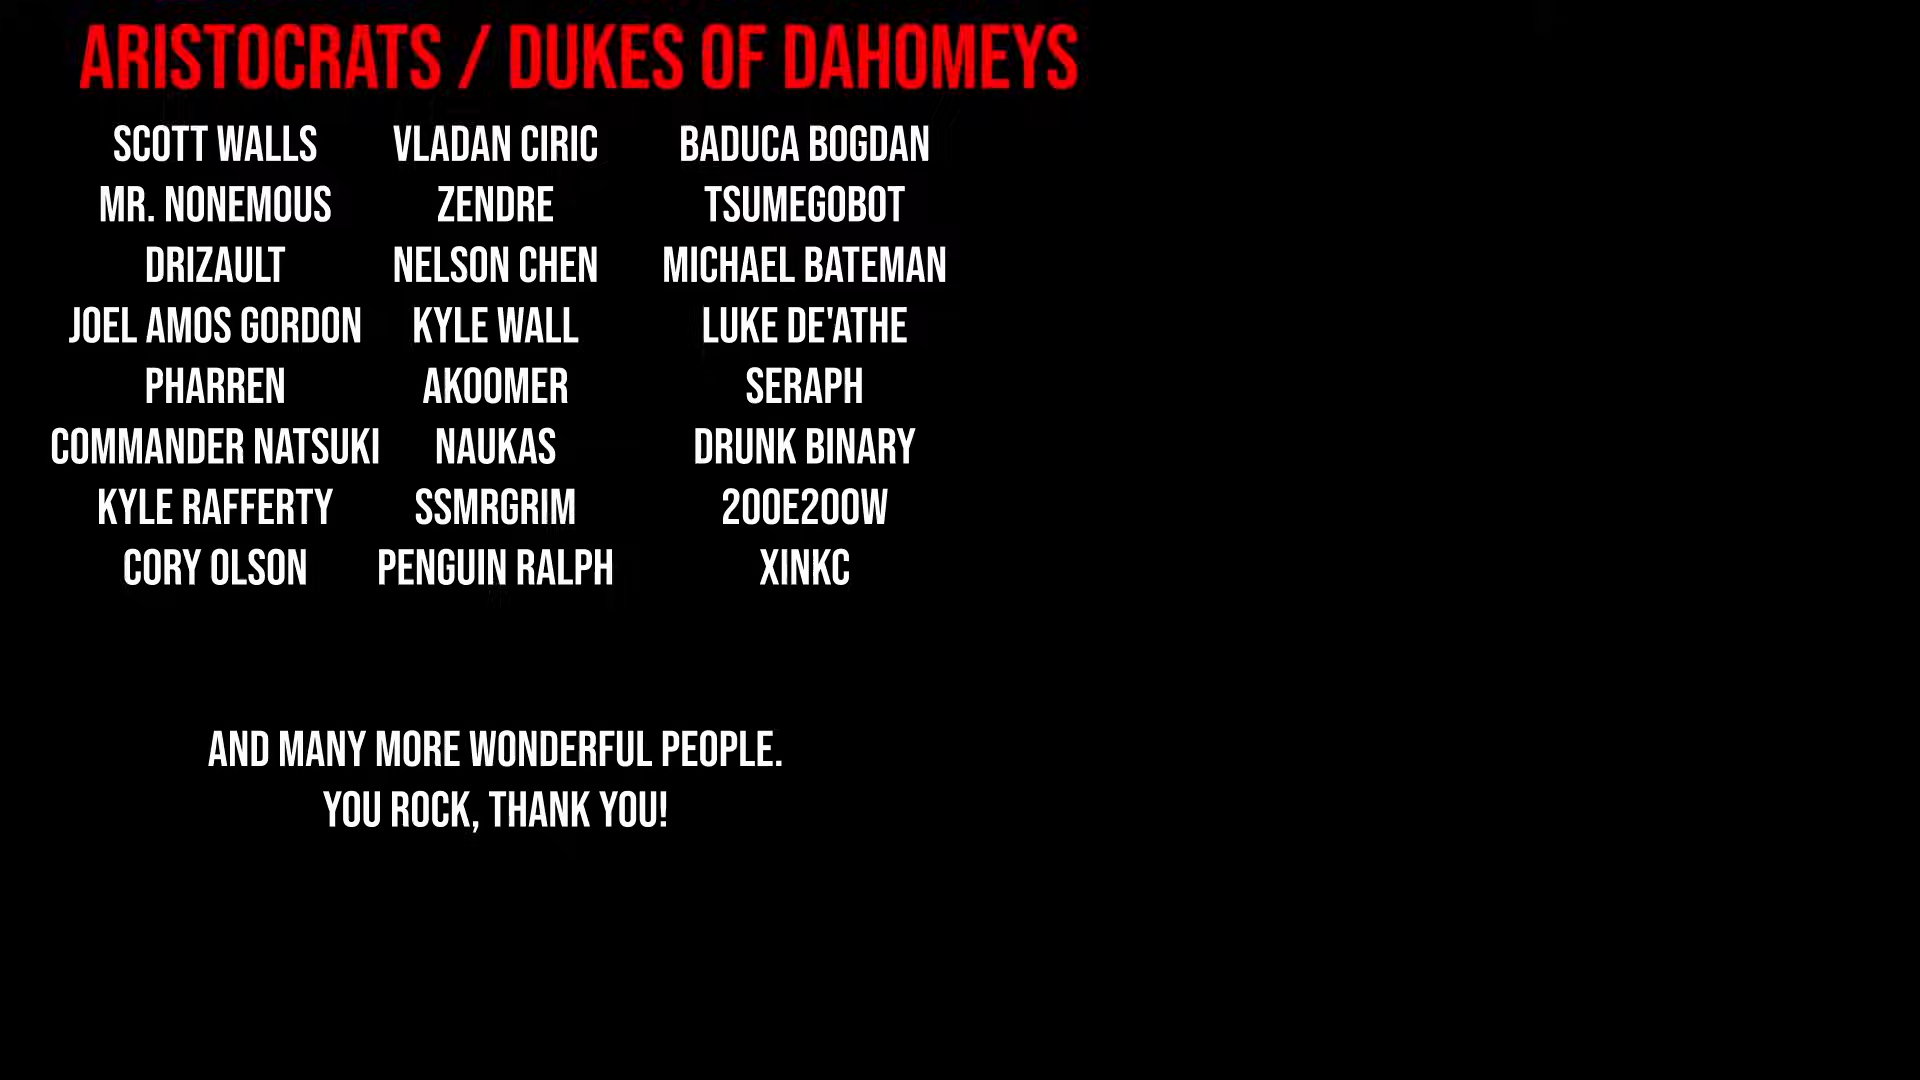 ARISTOCRATS / DUKES OF DAHOMEYS
SCOTT WALLS VLADAN CIRIC BADUCA BOGDAN
MR. NONEMOUS ZENDRE TSUMEGOBOT
DRIZAULT NELSON CHEN MICHAEL BATEMAN
JOEL AMOS GORDON KYLE WALL LUKE DE'ATHE
PHARREN AKOOMER SERAPH
COMMANDER NATSUKI NAUKAS DRUNK BINARY
KYLE RAFFERTY SSMRGRIM 200E200W
CORY OLSON PENGUIN RALPH XINKC
AND MANY MORE WONDERFUL PEOPLE.
YOU ROCK, THANK YOU!